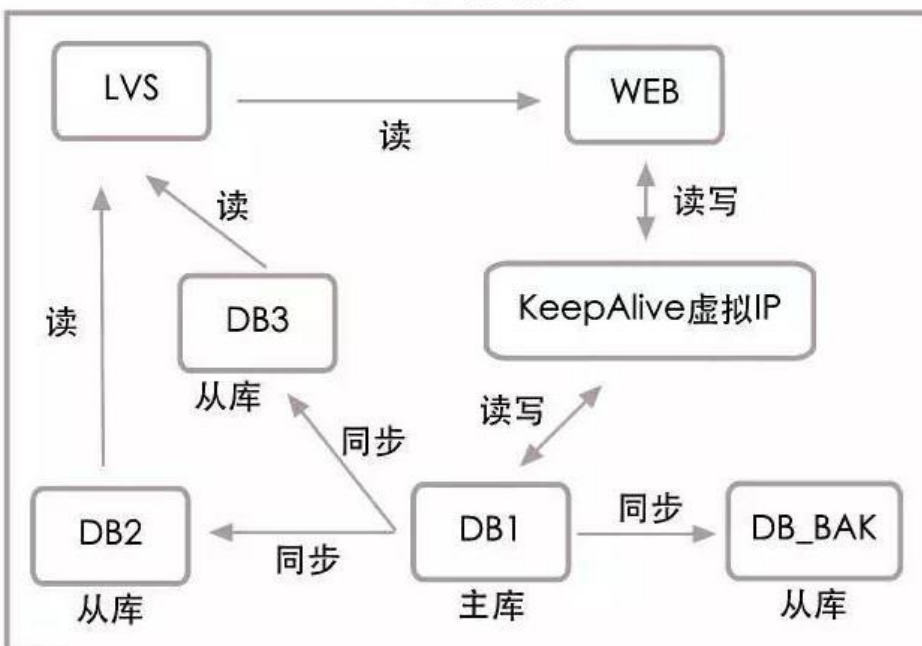 LVS
WEB
读
读
读写
DB3
KeepAlive虚拟IP
读
从库
读写
同步
DB2
DB1
同步
DB_BAK
同步
从库
主库
从库